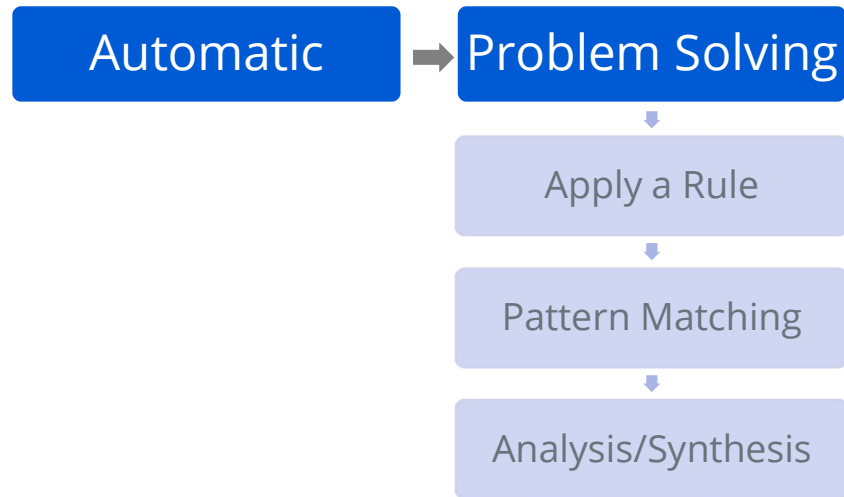 Automatic
Problem Solving
Apply a Rule
Pattern Matching
Analysis/Synthesis